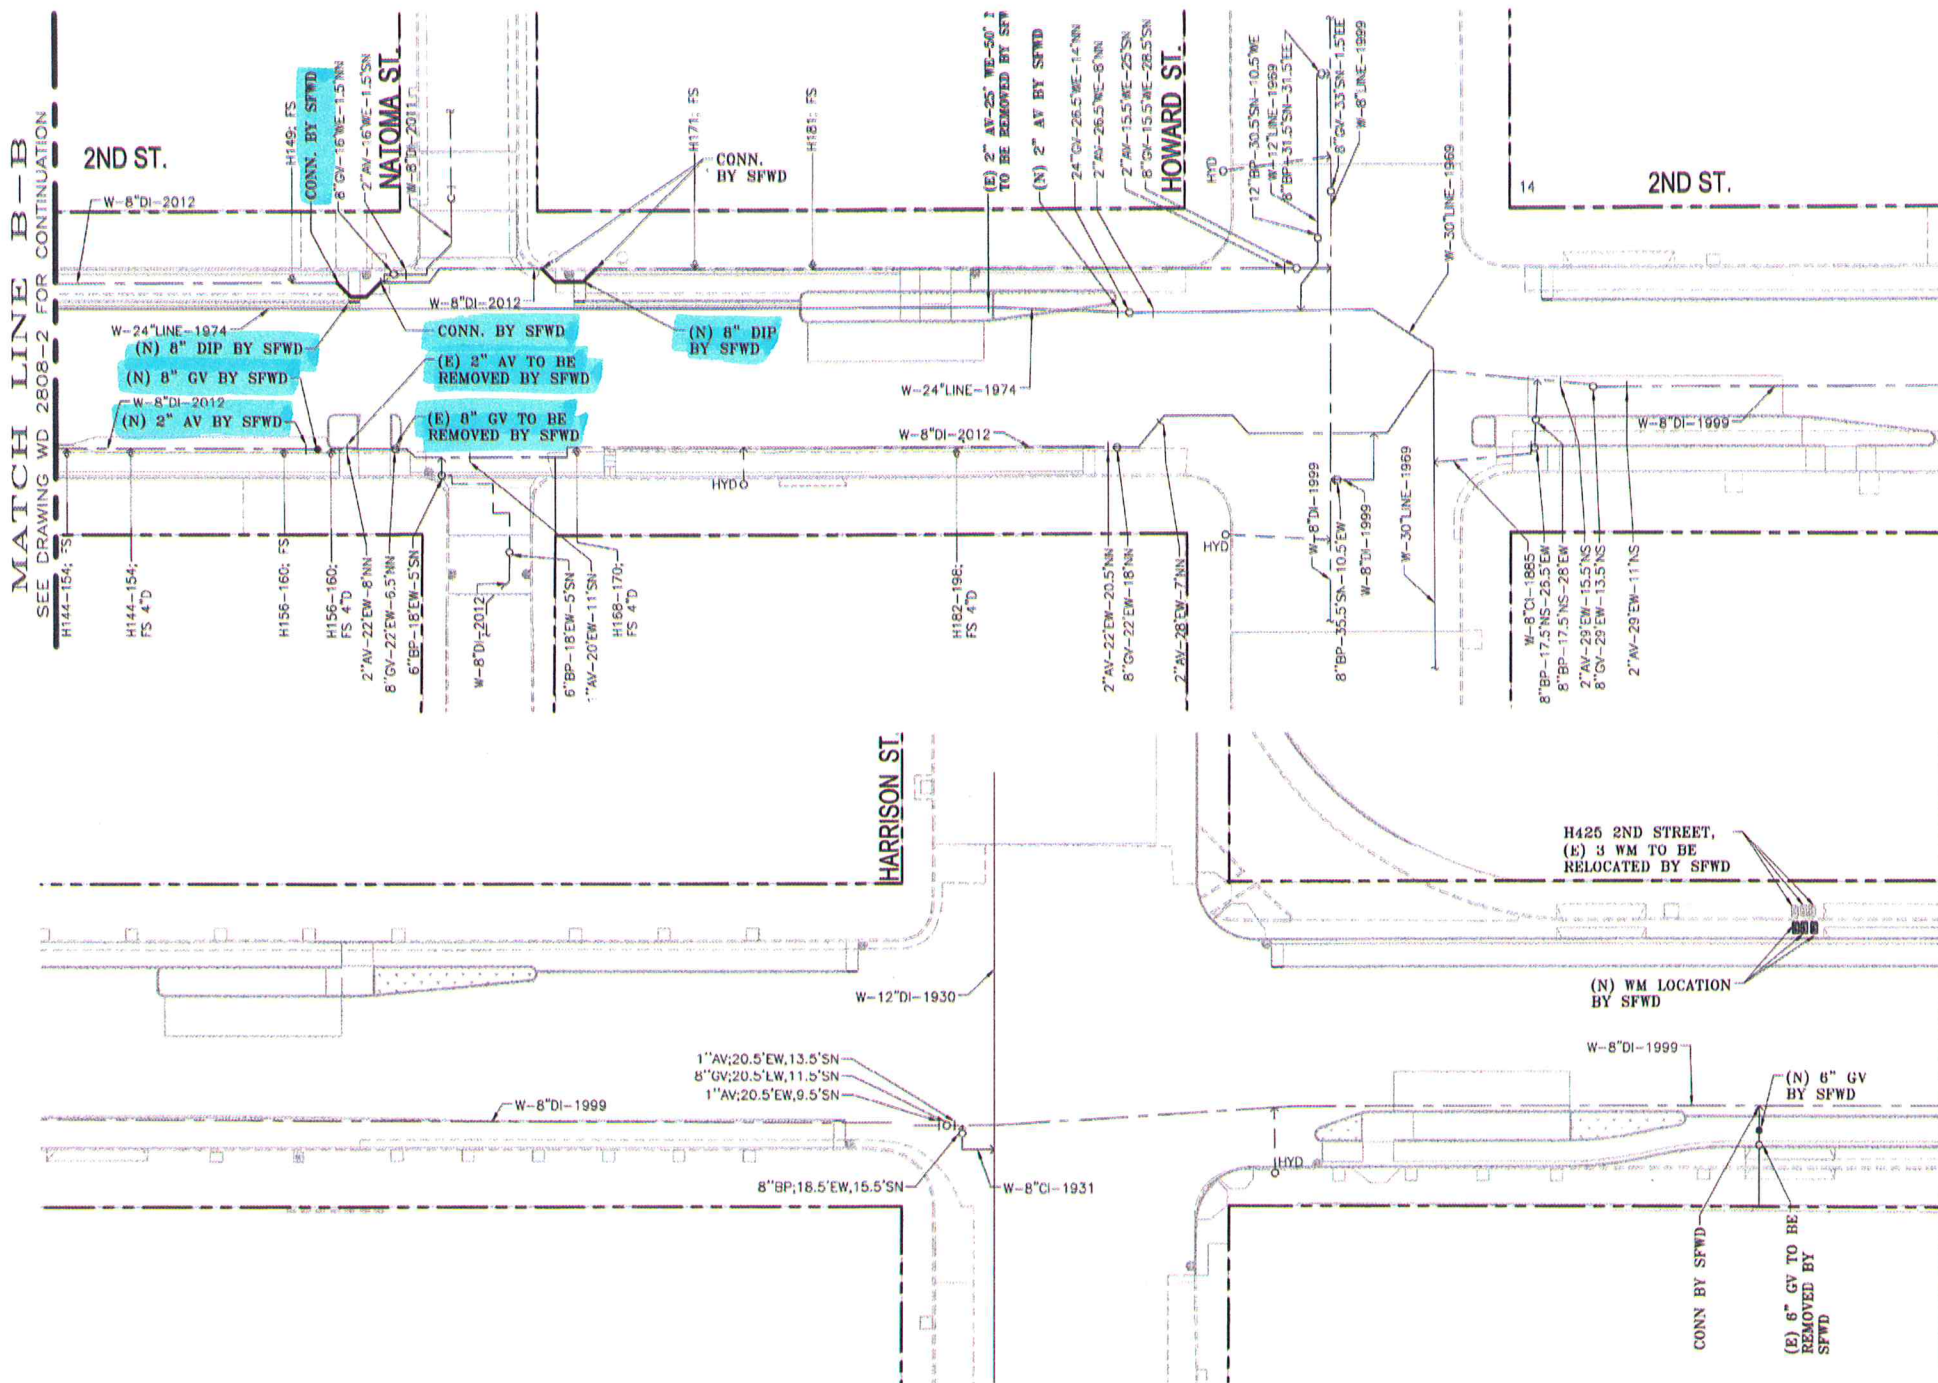 MATCH LINE B-B
SEE DRAWING WD 2808-2 FOR CONTINUATION
2ND ST.
W-8"DI-2012
H149; FS
CONN. BY SFWD
8"GV-16'WE-1.5'NN
2"AV-16'WE-1.5'SN
NATOMA ST.
W-8"DI-2011
CONN.
BY SFWD
H171; FS
H181; FS
(E) 2" AV-25' WE-50'
TO BE REMOVED BY SFW
(N) 2" AV BY SFWD
24"GV-26.5'WE-14'NN
2"AV-26.5'WE-8'NN
2"AV-15.5'WE-25'SN
8"GV-15.5'WE-28.5'SN
HOWARD ST.
HYD
12"BP-30.5'SN-10.5'WE
W-12"LINE-1969
8"BP-31.5'SN-31.5'EE
8"GV-33'SN-1.5'EE
W-8"LINE-1999
W-30"LINE-1969
14
2ND ST.
W-24"LINE-1974
(N) 8" DIP BY SFWD
(N) 8" GV BY SFWD
W-8"DI-2012
(N) 2" AV BY SFWD
W-8"DI-2012
CONN. BY SFWD
(E) 2" AV TO BE
REMOVED BY SFWD
(E) 8" GV TO BE
REMOVED BY SFWD
(N) 8" DIP
BY SFWD
W-24"LINE-1974
W-8"DI-2012
HYD
W-8"DI-1999
H144-154; FS
H144-154;
FS 4"D
H156-160; FS
H156-160;
FS 4"D
2"AV-22'EW-8'NN
8"GV-22'EW-6.5'NN
6"BP-18'EW-5'SN
W-8"DI-2012
6"BP-18'EW-5'SN
1"AV-20'EW-11'SN
H168-170;
FS 4"D
H182-198;
FS 4"D
2"AV-22'EW-20.5'NN
8"GV-22'EW-18'NN
2"AV-28'EW-7'NN
HYD
W-8"DI-1999
8"BP-35.5'SN-10.5'EW
W-8"DI-1999
W-30"LINE-1969
W-8"CI-1885
8"BP-17.5'NS-26.5'EW
8"BP-17.5'NS-28'EW
2"AV-29'EW-15.5'NS
8"GV-29'EW-13.5'NS
2"AV-29'EW-11'NS
HARRISON ST.
H425 2ND STREET,
(E) 3 WM TO BE
RELOCATED BY SFWD
(N) WM LOCATION
BY SFWD
W-12"DI-1930
1"AV;20.5'EW,13.5'SN
8"GV;20.5'EW,11.5'SN
1"AV;20.5'EW,9.5'SN
W-8"DI-1999
8"BP;18.5'EW,15.5'SN
W-8"CI-1931
HYD
W-8"DI-1999
(N) 6" GV
BY SFWD
CONN BY SFWD
(E) 6" GV TO BE
REMOVED BY
SFWD